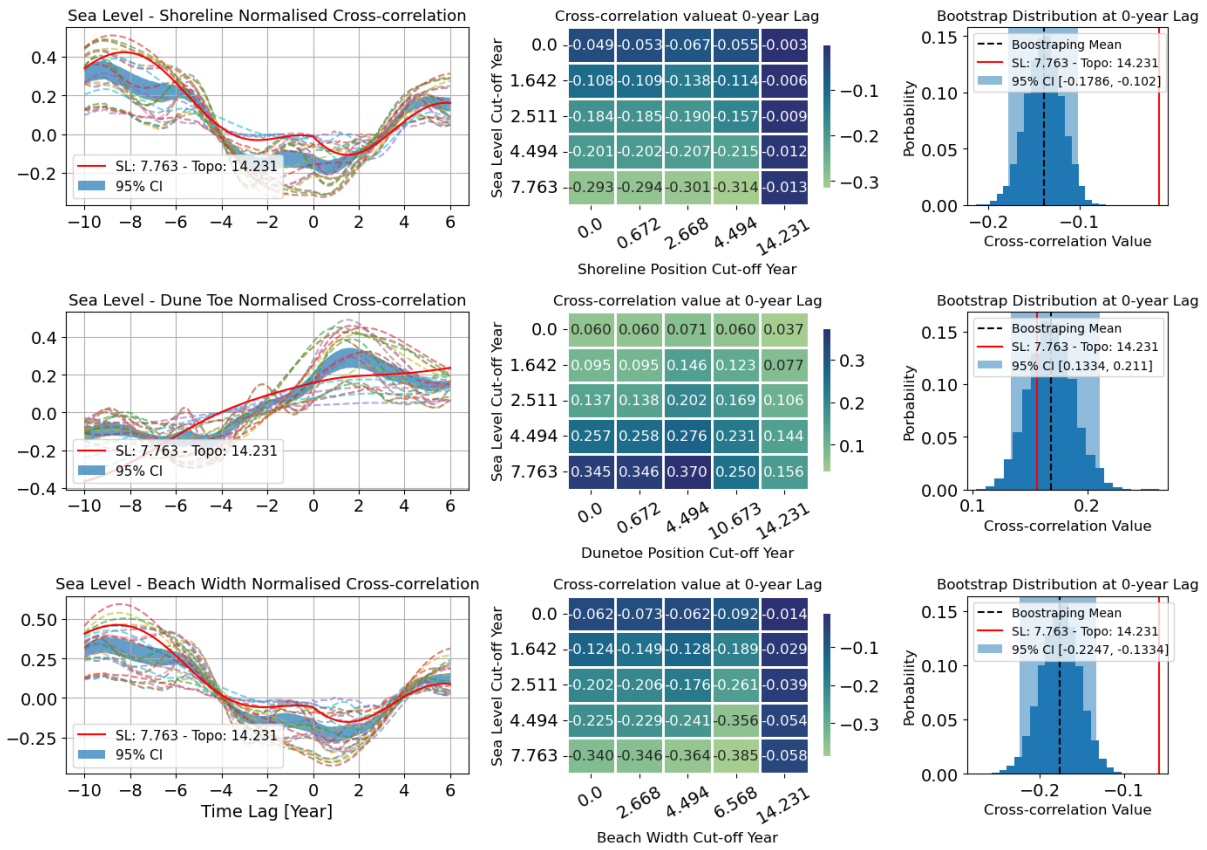 Sea Level - Shoreline Normalised Cross-correlation
0.4
0.2
0.0
−0.2
SL: 7.763 - Topo: 14.231
95% CI
−10 −8 −6 −4 −2 0 2 4 6
Cross-correlation valueat 0-year Lag
Sea Level Cut-off Year
0.0 -0.049 -0.053 -0.067 -0.055 -0.003
1.642 -0.108 -0.109 -0.138 -0.114 -0.006
2.511 -0.184 -0.185 -0.190 -0.157 -0.009
4.494 -0.201 -0.202 -0.207 -0.215 -0.012
7.763 -0.293 -0.294 -0.301 -0.314 -0.013
0.0 0.672 2.668 4.494 14.231
Shoreline Position Cut-off Year
−0.1
−0.2
−0.3
Bootstrap Distribution at 0-year Lag
Porbability
0.15
0.10
0.05
0.00
Boostraping Mean
SL: 7.763 - Topo: 14.231
95% CI [-0.1786, -0.102]
−0.2 −0.1
Cross-correlation Value
Sea Level - Dune Toe Normalised Cross-correlation
0.4
0.2
0.0
−0.2
−0.4
SL: 7.763 - Topo: 14.231
95% CI
−10 −8 −6 −4 −2 0 2 4 6
Cross-correlation value at 0-year Lag
Sea Level Cut-off Year
0.0 0.060 0.060 0.071 0.060 0.037
1.642 0.095 0.095 0.146 0.123 0.077
2.511 0.137 0.138 0.202 0.169 0.106
4.494 0.257 0.258 0.276 0.231 0.144
7.763 0.345 0.346 0.370 0.250 0.156
0.0 0.672 4.494 10.673 14.231
Dunetoe Position Cut-off Year
0.3
0.2
0.1
Bootstrap Distribution at 0-year Lag
Porbability
0.15
0.10
0.05
0.00
Boostraping Mean
SL: 7.763 - Topo: 14.231
95% CI [0.1334, 0.211]
0.1 0.2
Cross-correlation Value
Sea Level - Beach Width Normalised Cross-correlation
0.50
0.25
0.00
−0.25
SL: 7.763 - Topo: 14.231
95% CI
−10 −8 −6 −4 −2 0 2 4 6
Time Lag [Year]
Cross-correlation value at 0-year Lag
Sea Level Cut-off Year
0.0 -0.062 -0.073 -0.062 -0.092 -0.014
1.642 -0.124 -0.149 -0.128 -0.189 -0.029
2.511 -0.202 -0.206 -0.176 -0.261 -0.039
4.494 -0.225 -0.229 -0.241 -0.356 -0.054
7.763 -0.340 -0.346 -0.364 -0.385 -0.058
0.0 2.668 4.494 6.568 14.231
Beach Width Cut-off Year
−0.1
−0.2
−0.3
Bootstrap Distribution at 0-year Lag
Porbability
0.15
0.10
0.05
0.00
Boostraping Mean
SL: 7.763 - Topo: 14.231
95% CI [-0.2247, -0.1334]
−0.2 −0.1
Cross-correlation Value